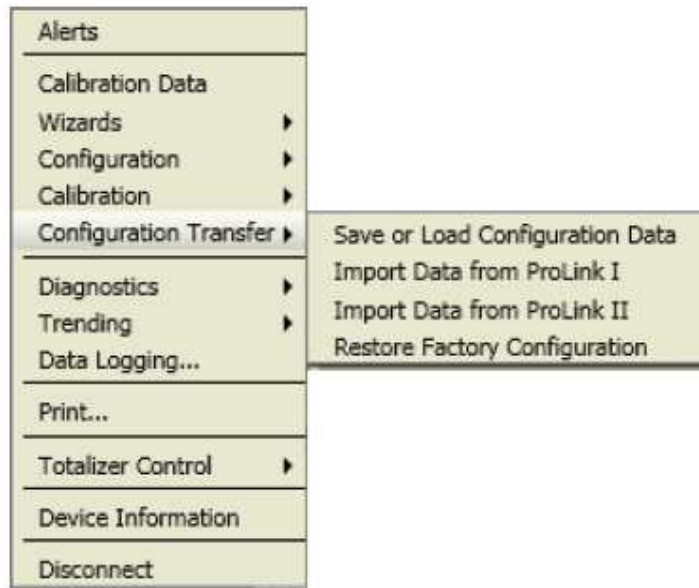 Alerts
Calibration Data
Wizards
Configuration
Calibration
Configuration Transfer
Save or Load Configuration Data
Import Data from ProLink I
Import Data from ProLink II
Restore Factory Configuration
Diagnostics
Trending
Data Logging...
Print...
Totalizer Control
Device Information
Disconnect